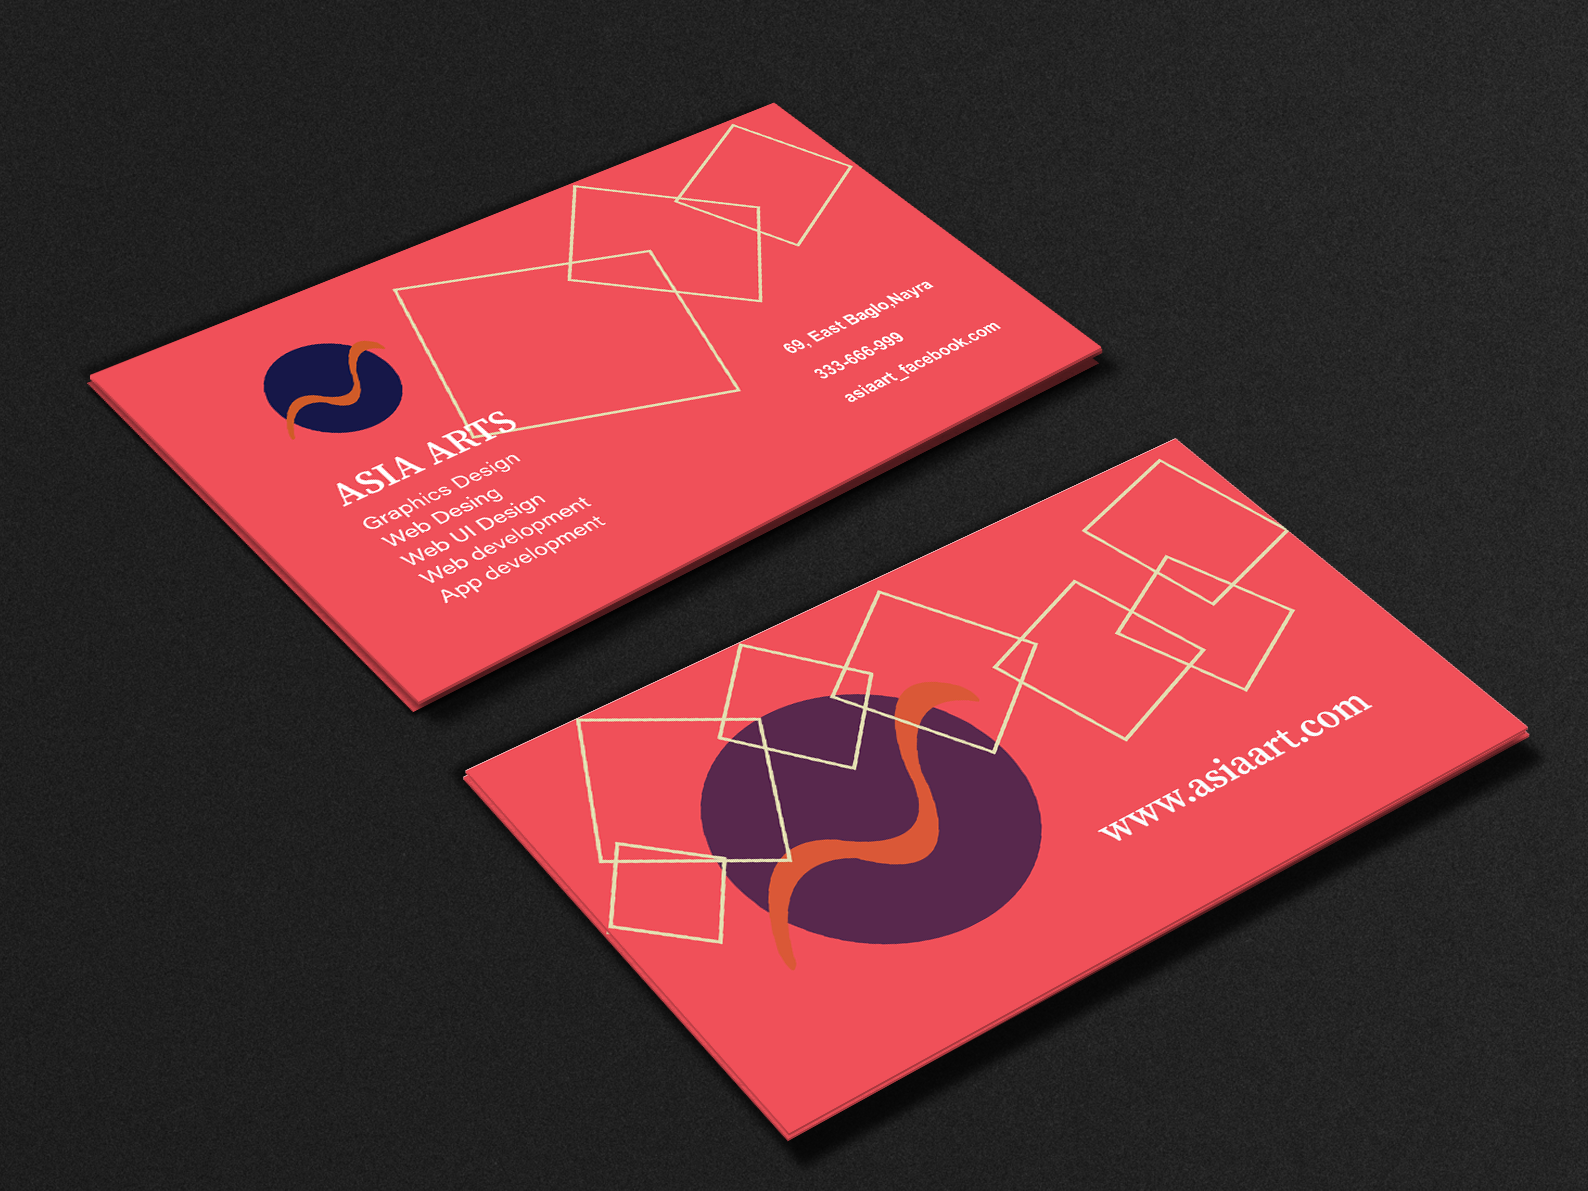 ASIA ARTS
Graphics Design
Web Desing
Web UI Design
Web development
App development
69, East Baglo,Nayra
333-666-999
asiaart_facebook.com
www.asiaart.com